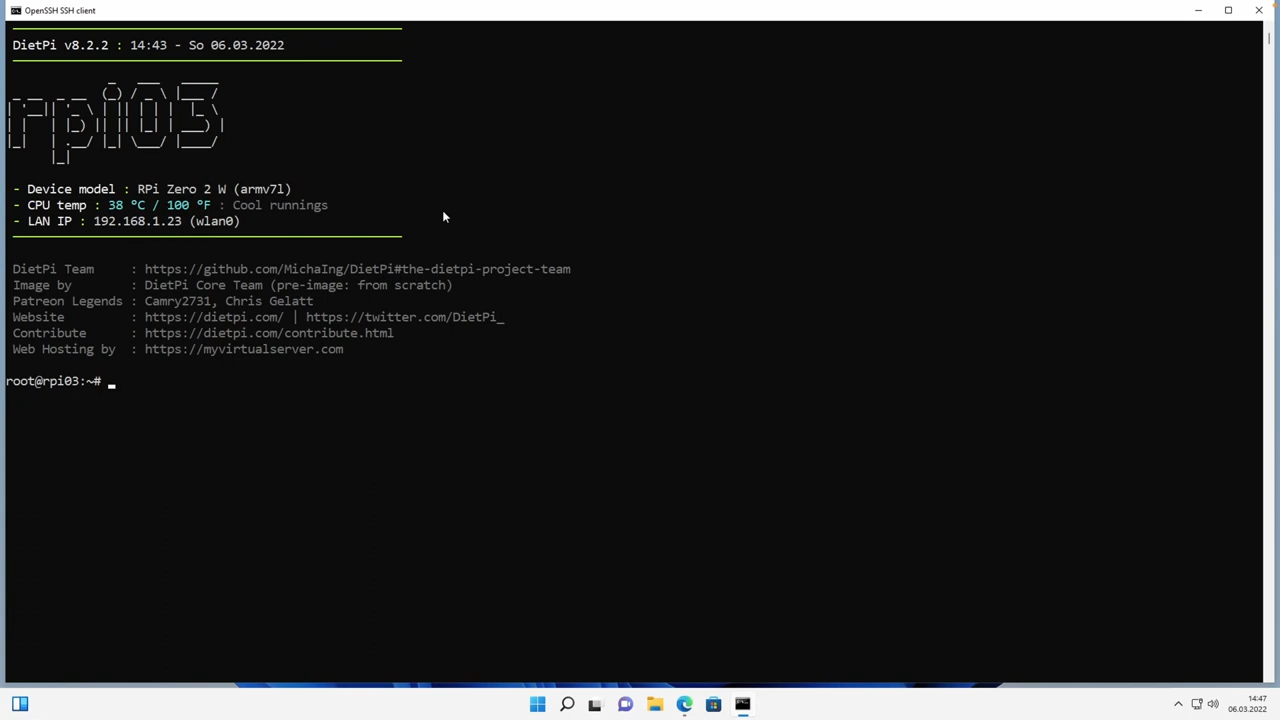 OpenSSH SSH client
DietPi v8.2.2 : 14:43 - So 06.03.2022
rpi03
- Device model : RPi Zero 2 W (armv7l)
- CPU temp : 38 °C / 100 °F : Cool runnings
- LAN IP : 192.168.1.23 (wlan0)
DietPi Team : https://github.com/MichaIng/DietPi#the-dietpi-project-team
Image by : DietPi Core Team (pre-image: from scratch)
Patreon Legends : Camry2731, Chris Gelatt
Website : https://dietpi.com/ | https://twitter.com/DietPi_
Contribute : https://dietpi.com/contribute.html
Web Hosting by : https://myvirtualserver.com
root@rpi03:~#
14:47
06.03.2022